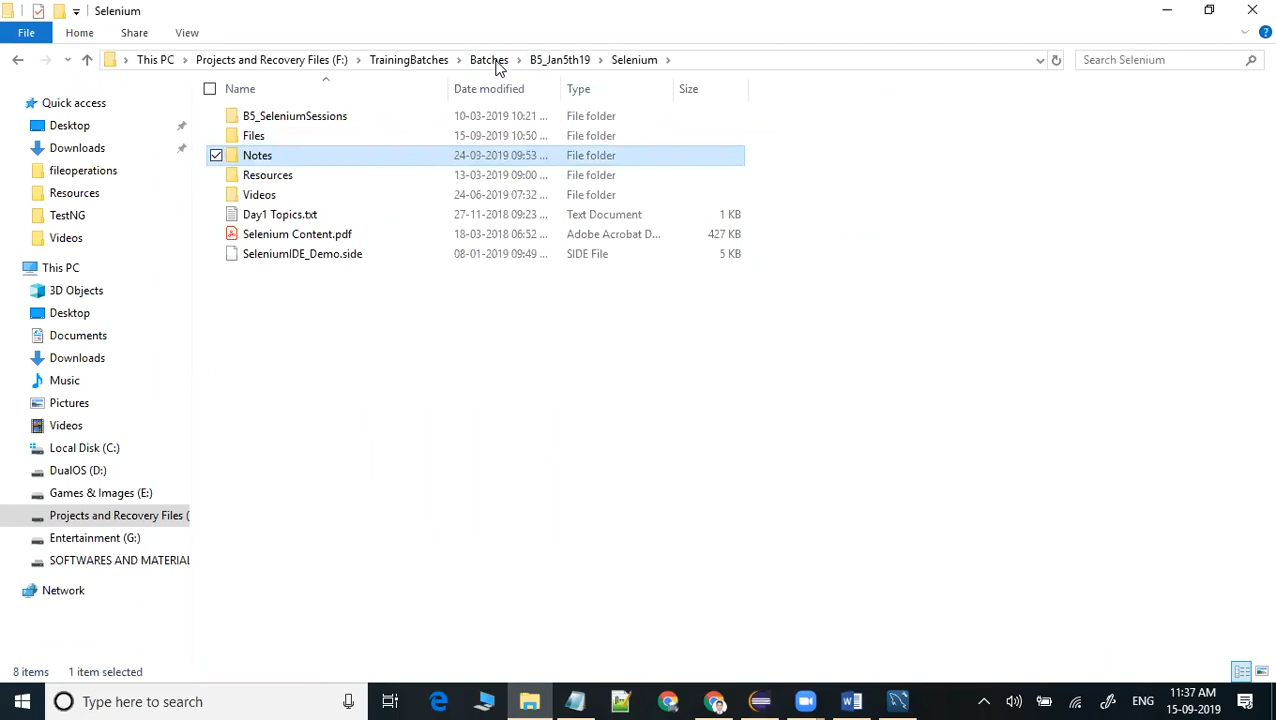 Selenium
File Home Share View
This PC Projects and Recovery Files (F:) TrainingBatches Batches B5_Jan5th19 Selenium Search Selenium
Name Date modified Type Size
Quick access
Desktop
Downloads
fileoperations
Resources
TestNG
Videos
This PC
3D Objects
Desktop
Documents
Downloads
Music
Pictures
Videos
Local Disk (C:)
DualOS (D:)
Games & Images (E:)
Projects and Recovery Files (
Entertainment (G:)
SOFTWARES AND MATERIAL
Network
B5_SeleniumSessions 10-03-2019 10:21 ... File folder
Files 15-09-2019 10:50 ... File folder
Notes 24-03-2019 09:53 ... File folder
Resources 13-03-2019 09:00 ... File folder
Videos 24-06-2019 07:32 ... File folder
Day1 Topics.txt 27-11-2018 09:23 ... Text Document 1 KB
Selenium Content.pdf 18-03-2018 06:52 ... Adobe Acrobat D... 427 KB
SeleniumIDE_Demo.side 08-01-2019 09:49 ... SIDE File 5 KB
8 items 1 item selected
Type here to search ENG 11:37 AM
15-09-2019